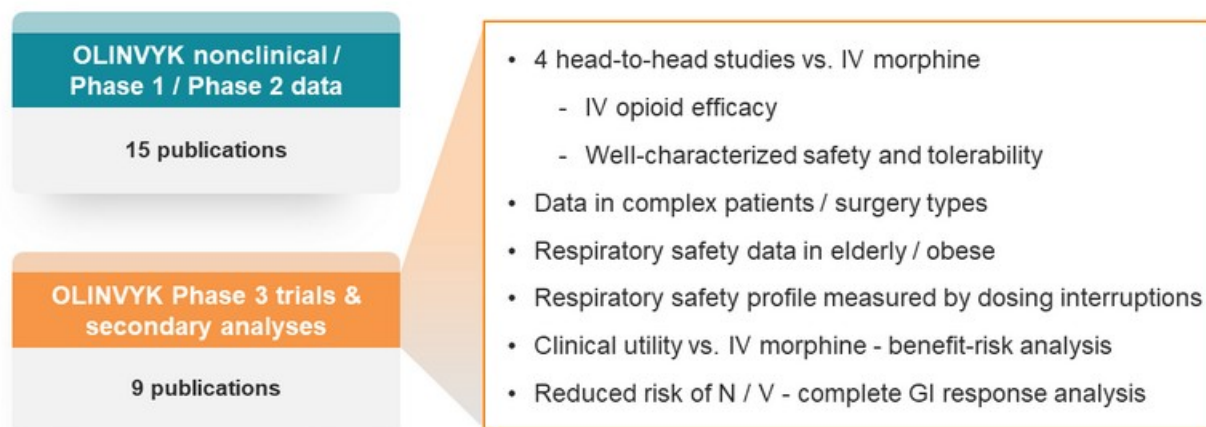 OLINVYK nonclinical /
Phase 1 / Phase 2 data
15 publications
OLINVYK Phase 3 trials &
secondary analyses
9 publications
• 4 head-to-head studies vs. IV morphine
- IV opioid efficacy
- Well-characterized safety and tolerability
• Data in complex patients / surgery types
• Respiratory safety data in elderly / obese
• Respiratory safety profile measured by dosing interruptions
• Clinical utility vs. IV morphine - benefit-risk analysis
• Reduced risk of N / V - complete GI response analysis